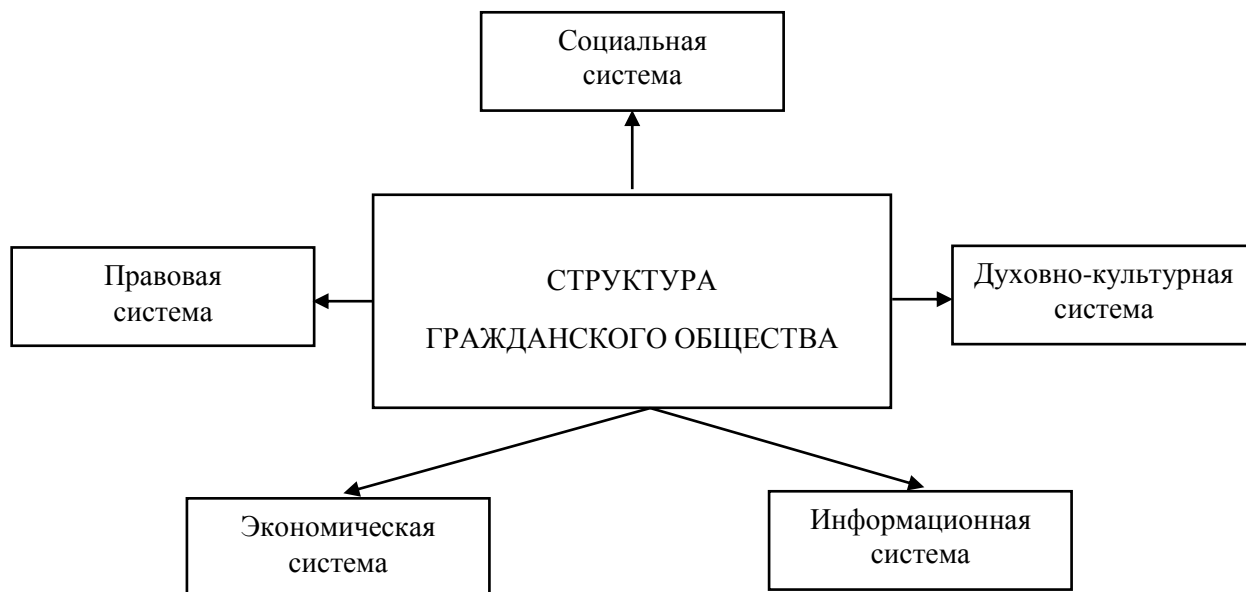 Социальная
система
Правовая
система
СТРУКТУРА
ГРАЖДАНСКОГО ОБЩЕСТВА
Духовно-культурная
система
Экономическая
система
Информационная
система